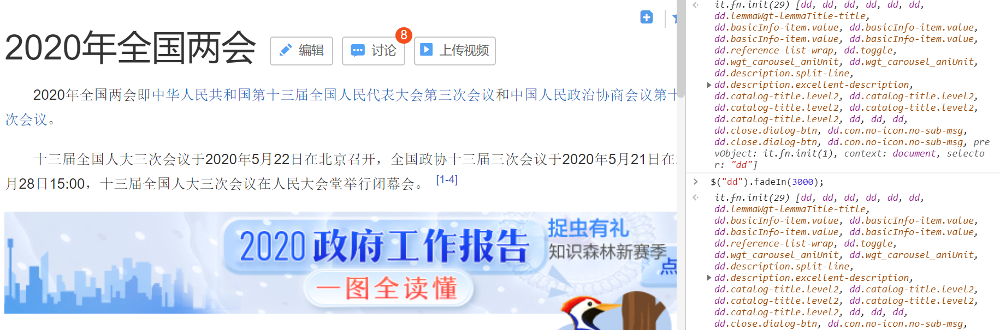 2020年全国两会
编辑
讨论
8
上传视频
2020年全国两会即中华人民共和国第十三届全国人民代表大会第三次会议和中国人民政治协商会议第十
次会议。
十三届全国人大三次会议于2020年5月22日在北京召开，全国政协十三届三次会议于2020年5月21日在
月28日15:00，十三届全国人大三次会议在人民大会堂举行闭幕会。 [1-4]
2020政府工作报告
一图全读懂
捉虫有礼
知识森林新赛季
点
it.fn.init(29) [dd, dd, dd, dd, dd, dd,
dd.lemmaWgt-lemmaTitle-title,
dd.basicInfo-item.value, dd.basicInfo-item.value,
dd.basicInfo-item.value, dd.basicInfo-item.value,
dd.reference-list-wrap, dd.toggle,
dd.wgt_carousel_aniUnit, dd.wgt_carousel_aniUnit,
dd.description.split-line,
dd.description.excellent-description,
dd.catalog-title.level2, dd.catalog-title.level2,
dd.catalog-title.level2, dd.catalog-title.level2,
dd.catalog-title.level2, dd, dd, dd,
dd.close.dialog-btn, dd.con.no-icon.no-sub-msg,
dd.close.dialog-btn, dd.con.no-icon.no-sub-msg, pre
vObject: it.fn.init(1), context: document, selecto
r: "dd"]
$("dd").fadeIn(3000);
it.fn.init(29) [dd, dd, dd, dd, dd, dd,
dd.lemmaWgt-lemmaTitle-title,
dd.basicInfo-item.value, dd.basicInfo-item.value,
dd.basicInfo-item.value, dd.basicInfo-item.value,
dd.reference-list-wrap, dd.toggle,
dd.wgt_carousel_aniUnit, dd.wgt_carousel_aniUnit,
dd.description.split-line,
dd.description.excellent-description,
dd.catalog-title.level2, dd.catalog-title.level2,
dd.catalog-title.level2, dd.catalog-title.level2,
dd.catalog-title.level2, dd, dd, dd,
dd.close.dialog-btn, dd.con.no-icon.no-sub-msg,